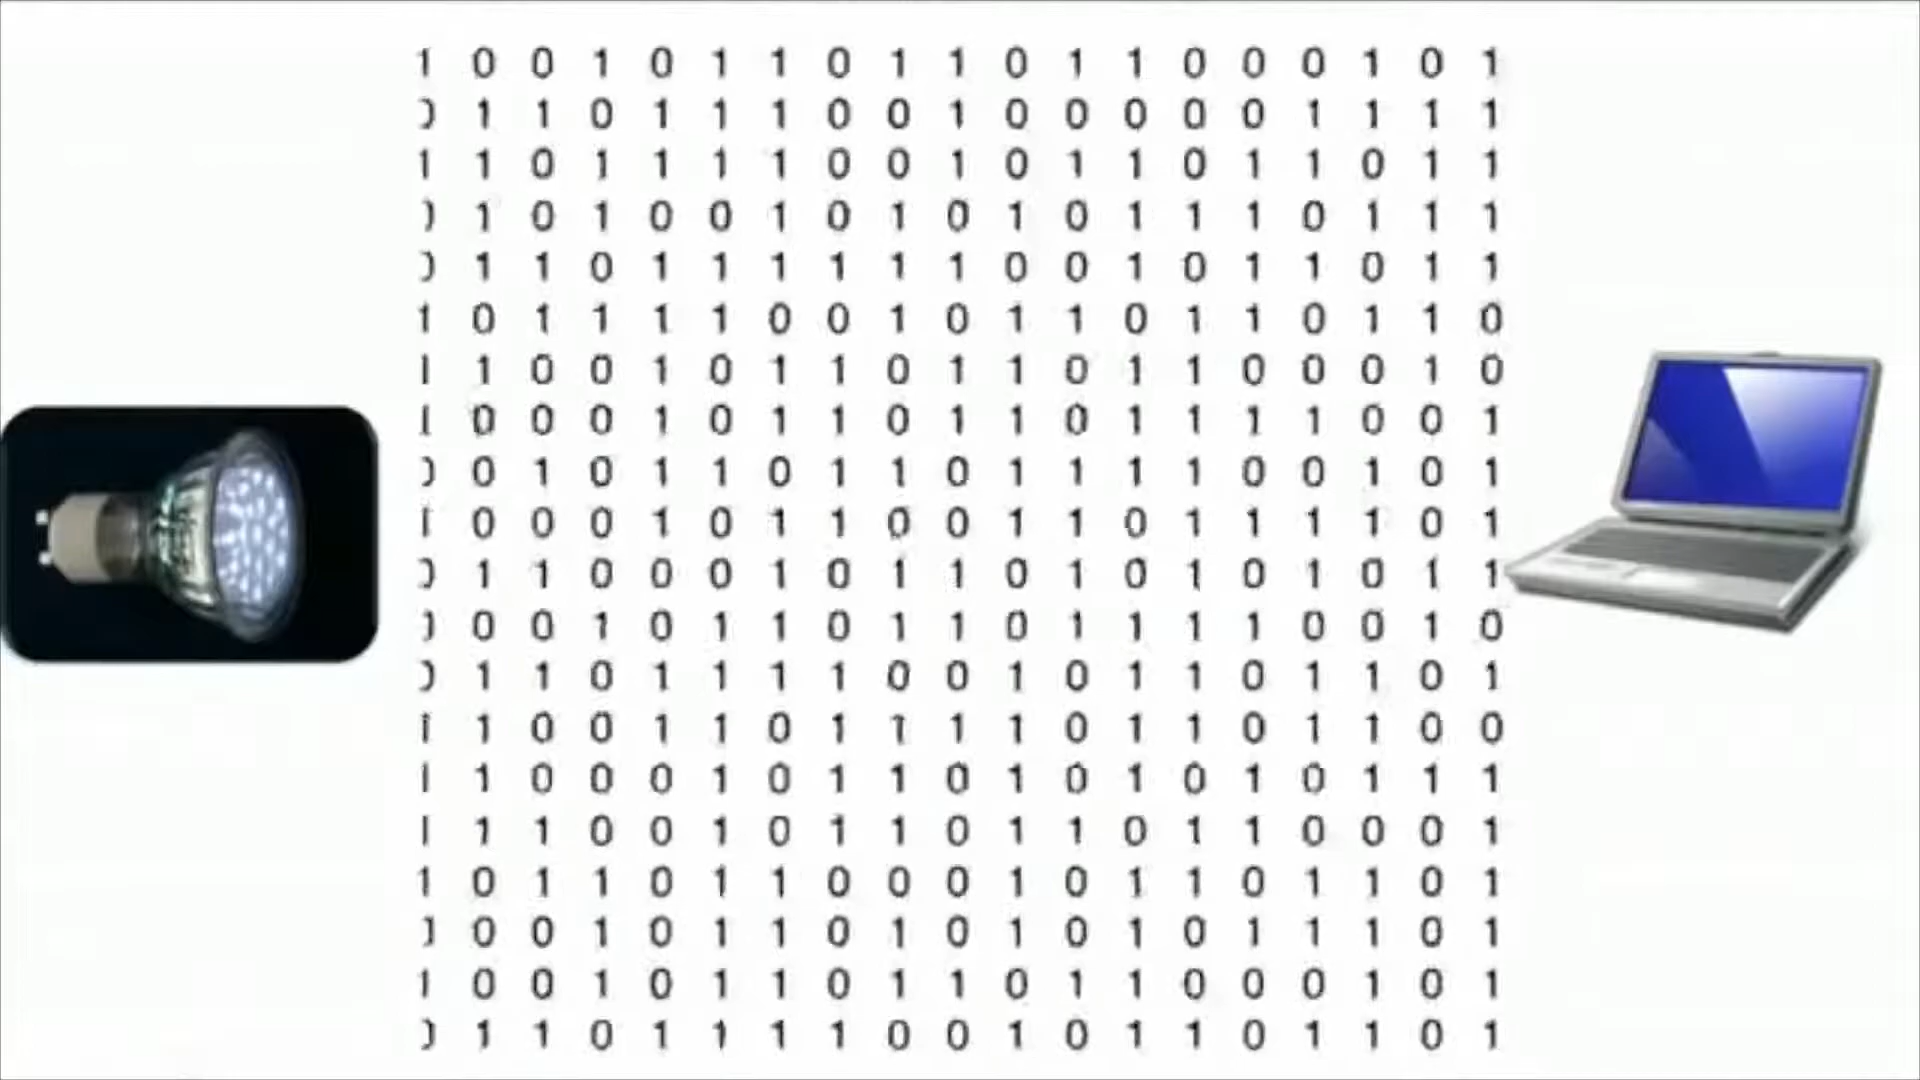 1 0 0 1 0 1 1 0 1 1 0 1 1 0 0 0 1 0 1
0 1 1 0 1 1 1 0 0 1 0 0 0 0 0 1 1 1 1
1 1 0 1 1 1 1 0 0 1 0 1 1 0 1 1 0 1 1
0 1 0 1 0 0 1 0 1 0 1 0 1 1 1 0 1 1 1
0 1 1 0 1 1 1 1 1 1 0 0 1 0 1 1 0 1 1
1 0 1 1 1 1 0 0 1 0 1 1 0 1 1 0 1 1 0
1 1 0 0 1 0 1 1 0 1 1 0 1 1 0 0 0 1 0
1 0 0 0 1 0 1 1 0 1 1 0 1 1 1 1 0 0 1
0 0 1 0 1 1 0 1 1 0 1 1 1 1 0 0 1 0 1
1 0 0 0 1 0 1 1 0 0 1 1 0 1 1 1 1 0 1
0 1 1 0 0 0 1 0 1 1 0 1 0 1 0 1 0 1 1
0 0 0 1 0 1 1 0 1 1 0 1 1 1 1 0 0 1 0
0 1 1 0 1 1 1 1 0 0 1 0 1 1 0 1 1 0 1
1 1 0 0 1 1 0 1 1 1 1 0 1 1 0 1 1 0 0
1 1 0 0 0 1 0 1 1 0 1 0 1 0 1 0 1 1 1
1 1 1 0 0 1 0 1 1 0 1 1 0 1 1 0 0 0 1
1 0 1 1 0 1 1 0 0 0 1 0 1 1 0 1 1 0 1
0 0 0 1 0 1 1 0 1 0 1 0 1 0 1 1 1 0 1
1 0 0 1 0 1 1 0 1 1 0 1 1 0 0 0 1 0 1
0 1 1 0 1 1 1 1 0 0 1 0 1 1 0 1 1 0 1